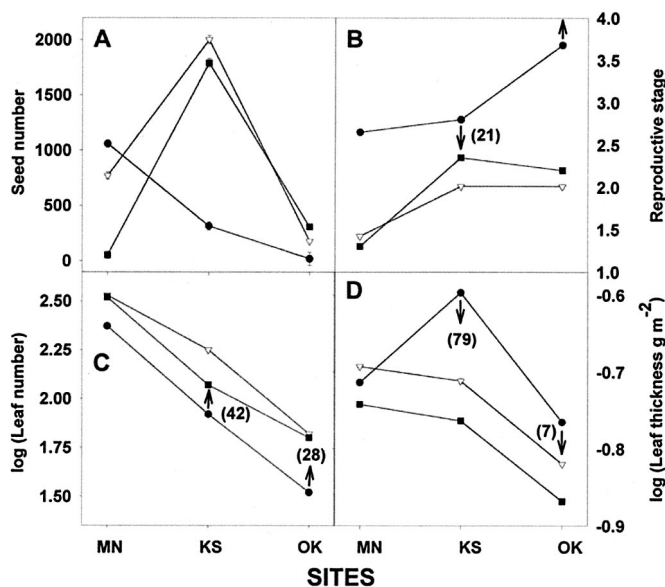 A
B
Seed number
2000
1500
1000
500
0
Reproductive stage
4.0
3.5
3.0
2.5
2.0
1.5
1.0
(21)
C
D
log (Leaf number)
2.50
2.25
2.00
1.75
1.50
(42)
(28)
log (Leaf thickness g m⁻²)
-0.6
-0.7
-0.8
-0.9
(79)
(7)
MN KS OK MN KS OK
SITES